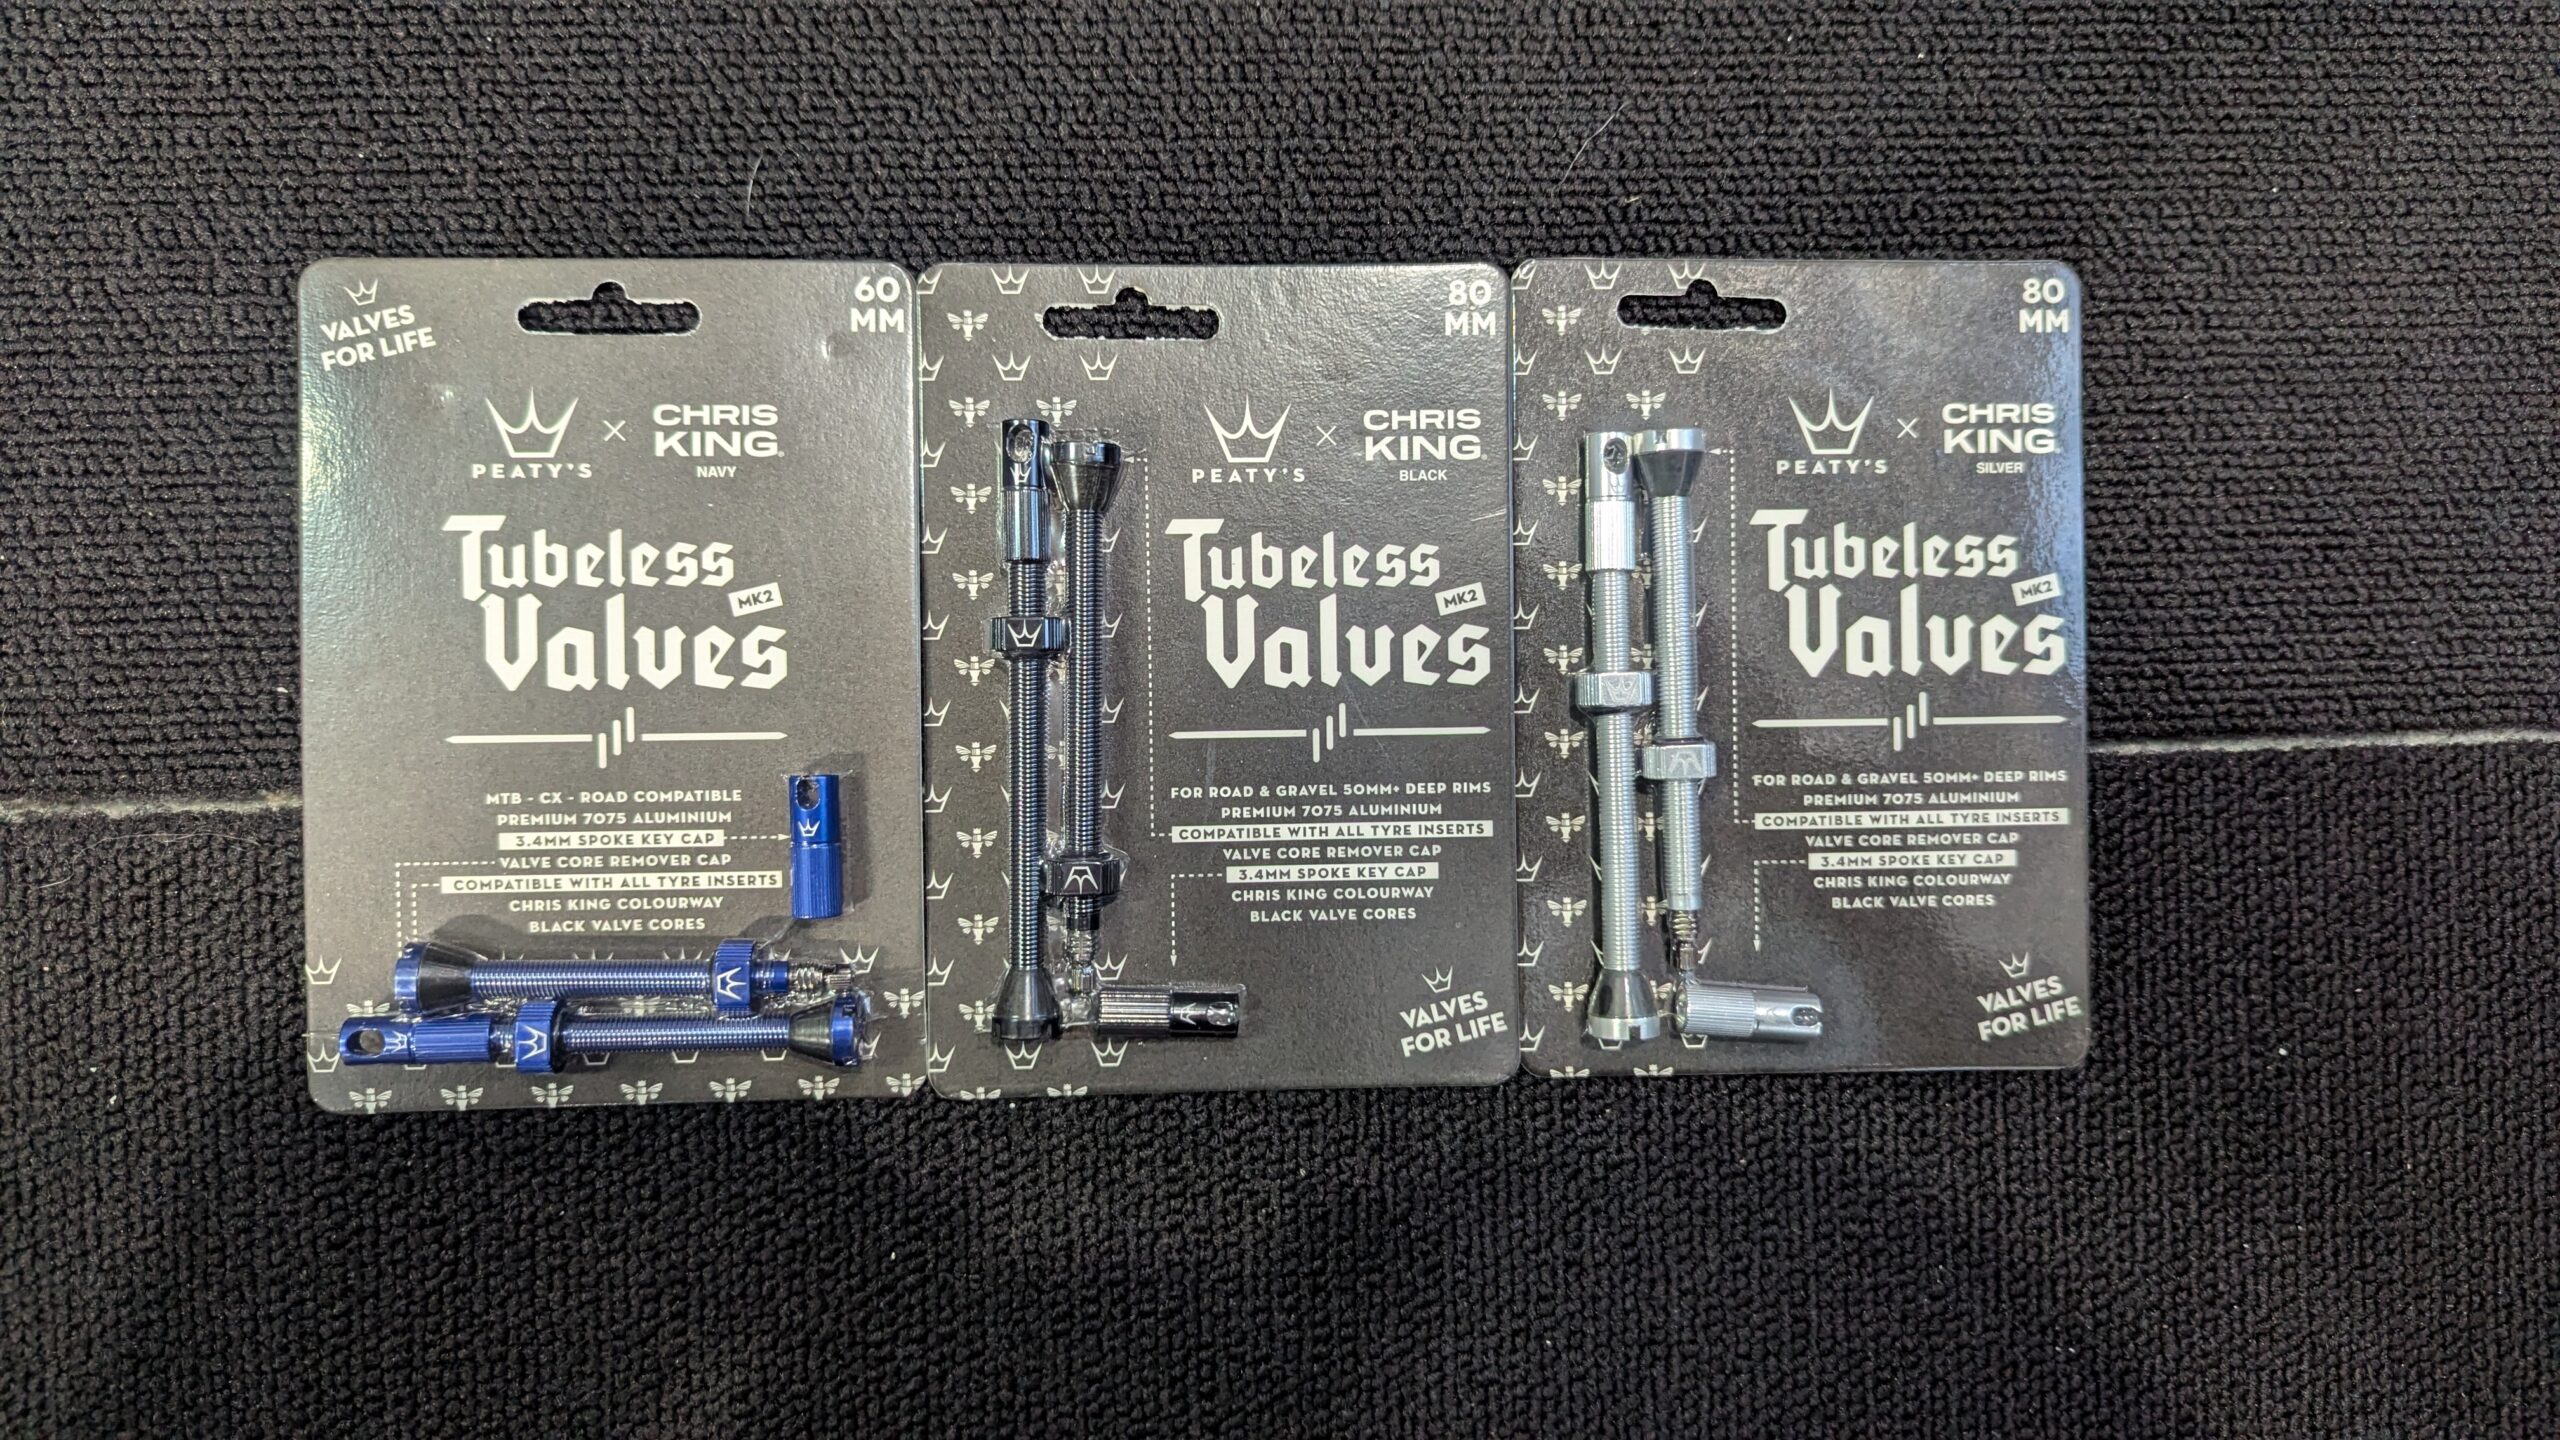 VALVES
FOR LIFE
60
MM
PEATY'S
×
CHRIS
KING®
NAVY
Tubeless
Valves
MK2
MTB - CX - ROAD COMPATIBLE
PREMIUM 7075 ALUMINIUM
3.4MM SPOKE KEY CAP
VALVE CORE REMOVER CAP
COMPATIBLE WITH ALL TYRE INSERTS
CHRIS KING COLOURWAY
BLACK VALVE CORES
80
MM
PEATY'S
×
CHRIS
KING®
BLACK
Tubeless
Valves
MK2
FOR ROAD & GRAVEL 50MM+ DEEP RIMS
PREMIUM 7075 ALUMINIUM
COMPATIBLE WITH ALL TYRE INSERTS
VALVE CORE REMOVER CAP
3.4MM SPOKE KEY CAP
CHRIS KING COLOURWAY
BLACK VALVE CORES
VALVES
FOR LIFE
80
MM
PEATY'S
×
CHRIS
KING®
SILVER
Tubeless
Valves
MK2
FOR ROAD & GRAVEL 50MM+ DEEP RIMS
PREMIUM 7075 ALUMINIUM
COMPATIBLE WITH ALL TYRE INSERTS
VALVE CORE REMOVER CAP
3.4MM SPOKE KEY CAP
CHRIS KING COLOURWAY
BLACK VALVE CORES
VALVES
FOR LIFE